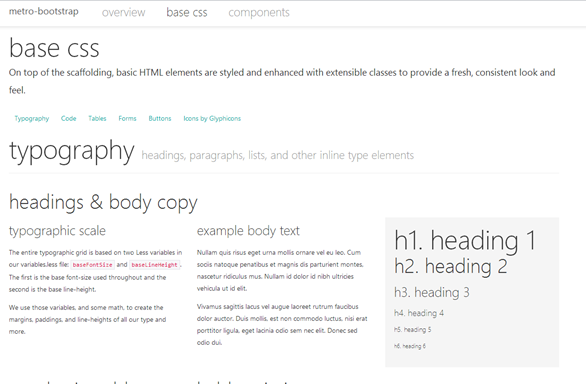 metro-bootstrap overview base css components
base css
On top of the scaffolding, basic HTML elements are styled and enhanced with extensible classes to provide a fresh, consistent look and
feel.
Typography Code Tables Forms Buttons Icons by Glyphicons
typography headings, paragraphs, lists, and other inline type elements
headings & body copy
typographic scale
The entire typographic grid is based on two Less variables in
our variables.less file: baseFontSize and baseLineHeight.
The first is the base font-size used throughout and the
second is the base line-height.
We use those variables, and some math, to create the
margins, paddings, and line-heights of all our type and
more.
example body text
Nullam quis risus eget urna mollis ornare vel eu leo. Cum
sociis natoque penatibus et magnis dis parturient montes,
nascetur ridiculus mus. Nullam id dolor id nibh ultricies
vehicula ut id elit.
Vivamus sagittis lacus vel augue laoreet rutrum faucibus
dolor auctor. Duis mollis, est non commodo luctus, nisi erat
porttitor ligula, eget lacinia odio sem nec elit. Donec sed
odio dui.
h1. heading 1
h2. heading 2
h3. heading 3
h4. heading 4
h5. heading 5
h6. heading 6